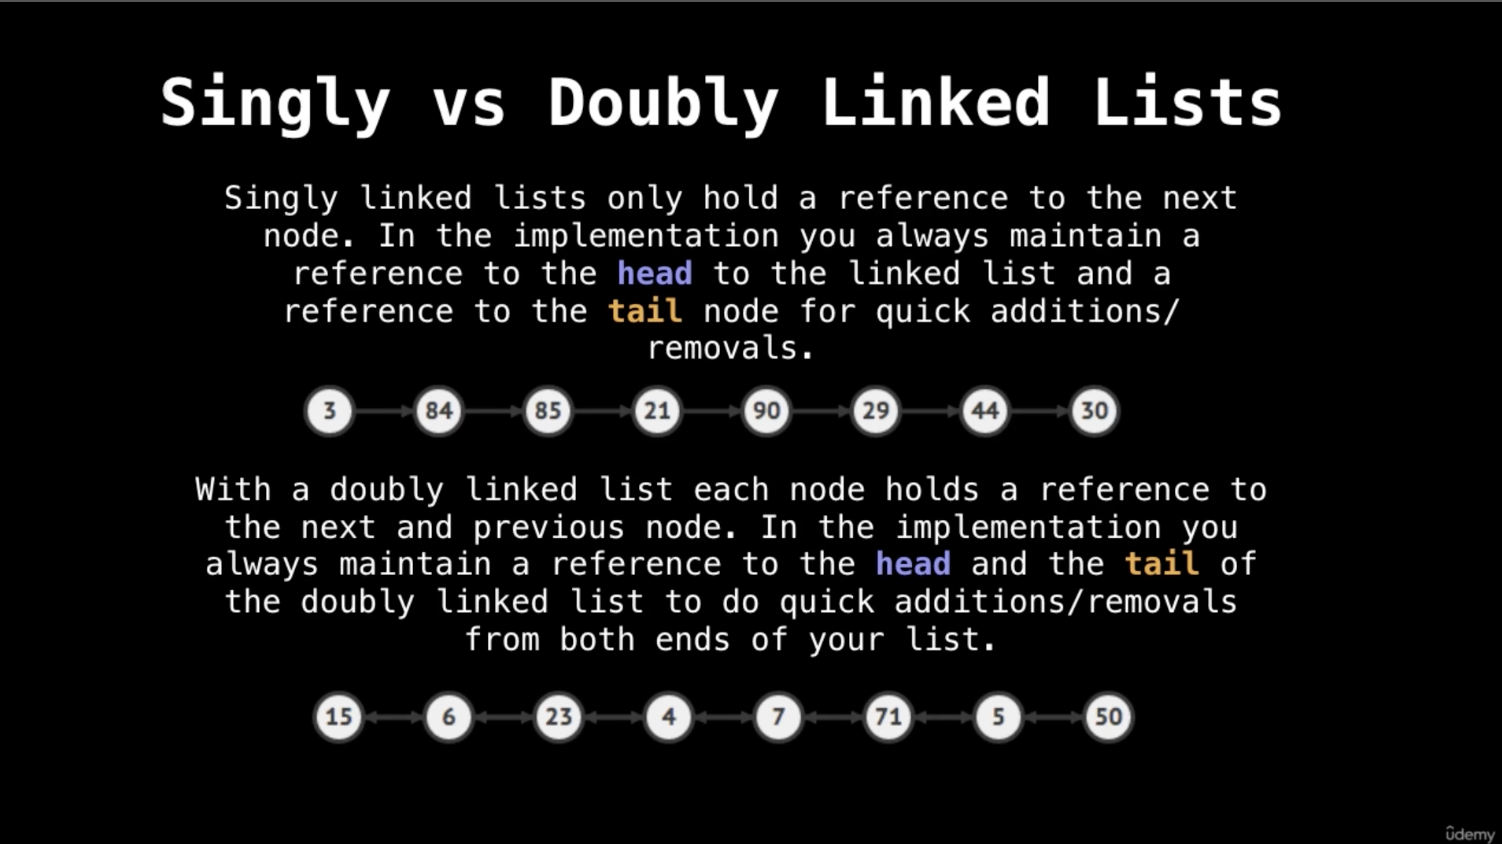 Singly vs Doubly Linked Lists
Singly linked lists only hold a reference to the next
node. In the implementation you always maintain a
reference to the head to the linked list and a
reference to the tail node for quick additions/
removals.
3 84 85 21 90 29 44 30
With a doubly linked list each node holds a reference to
the next and previous node. In the implementation you
always maintain a reference to the head and the tail of
the doubly linked list to do quick additions/removals
from both ends of your list.
15 6 23 4 7 71 5 50
ûdemy